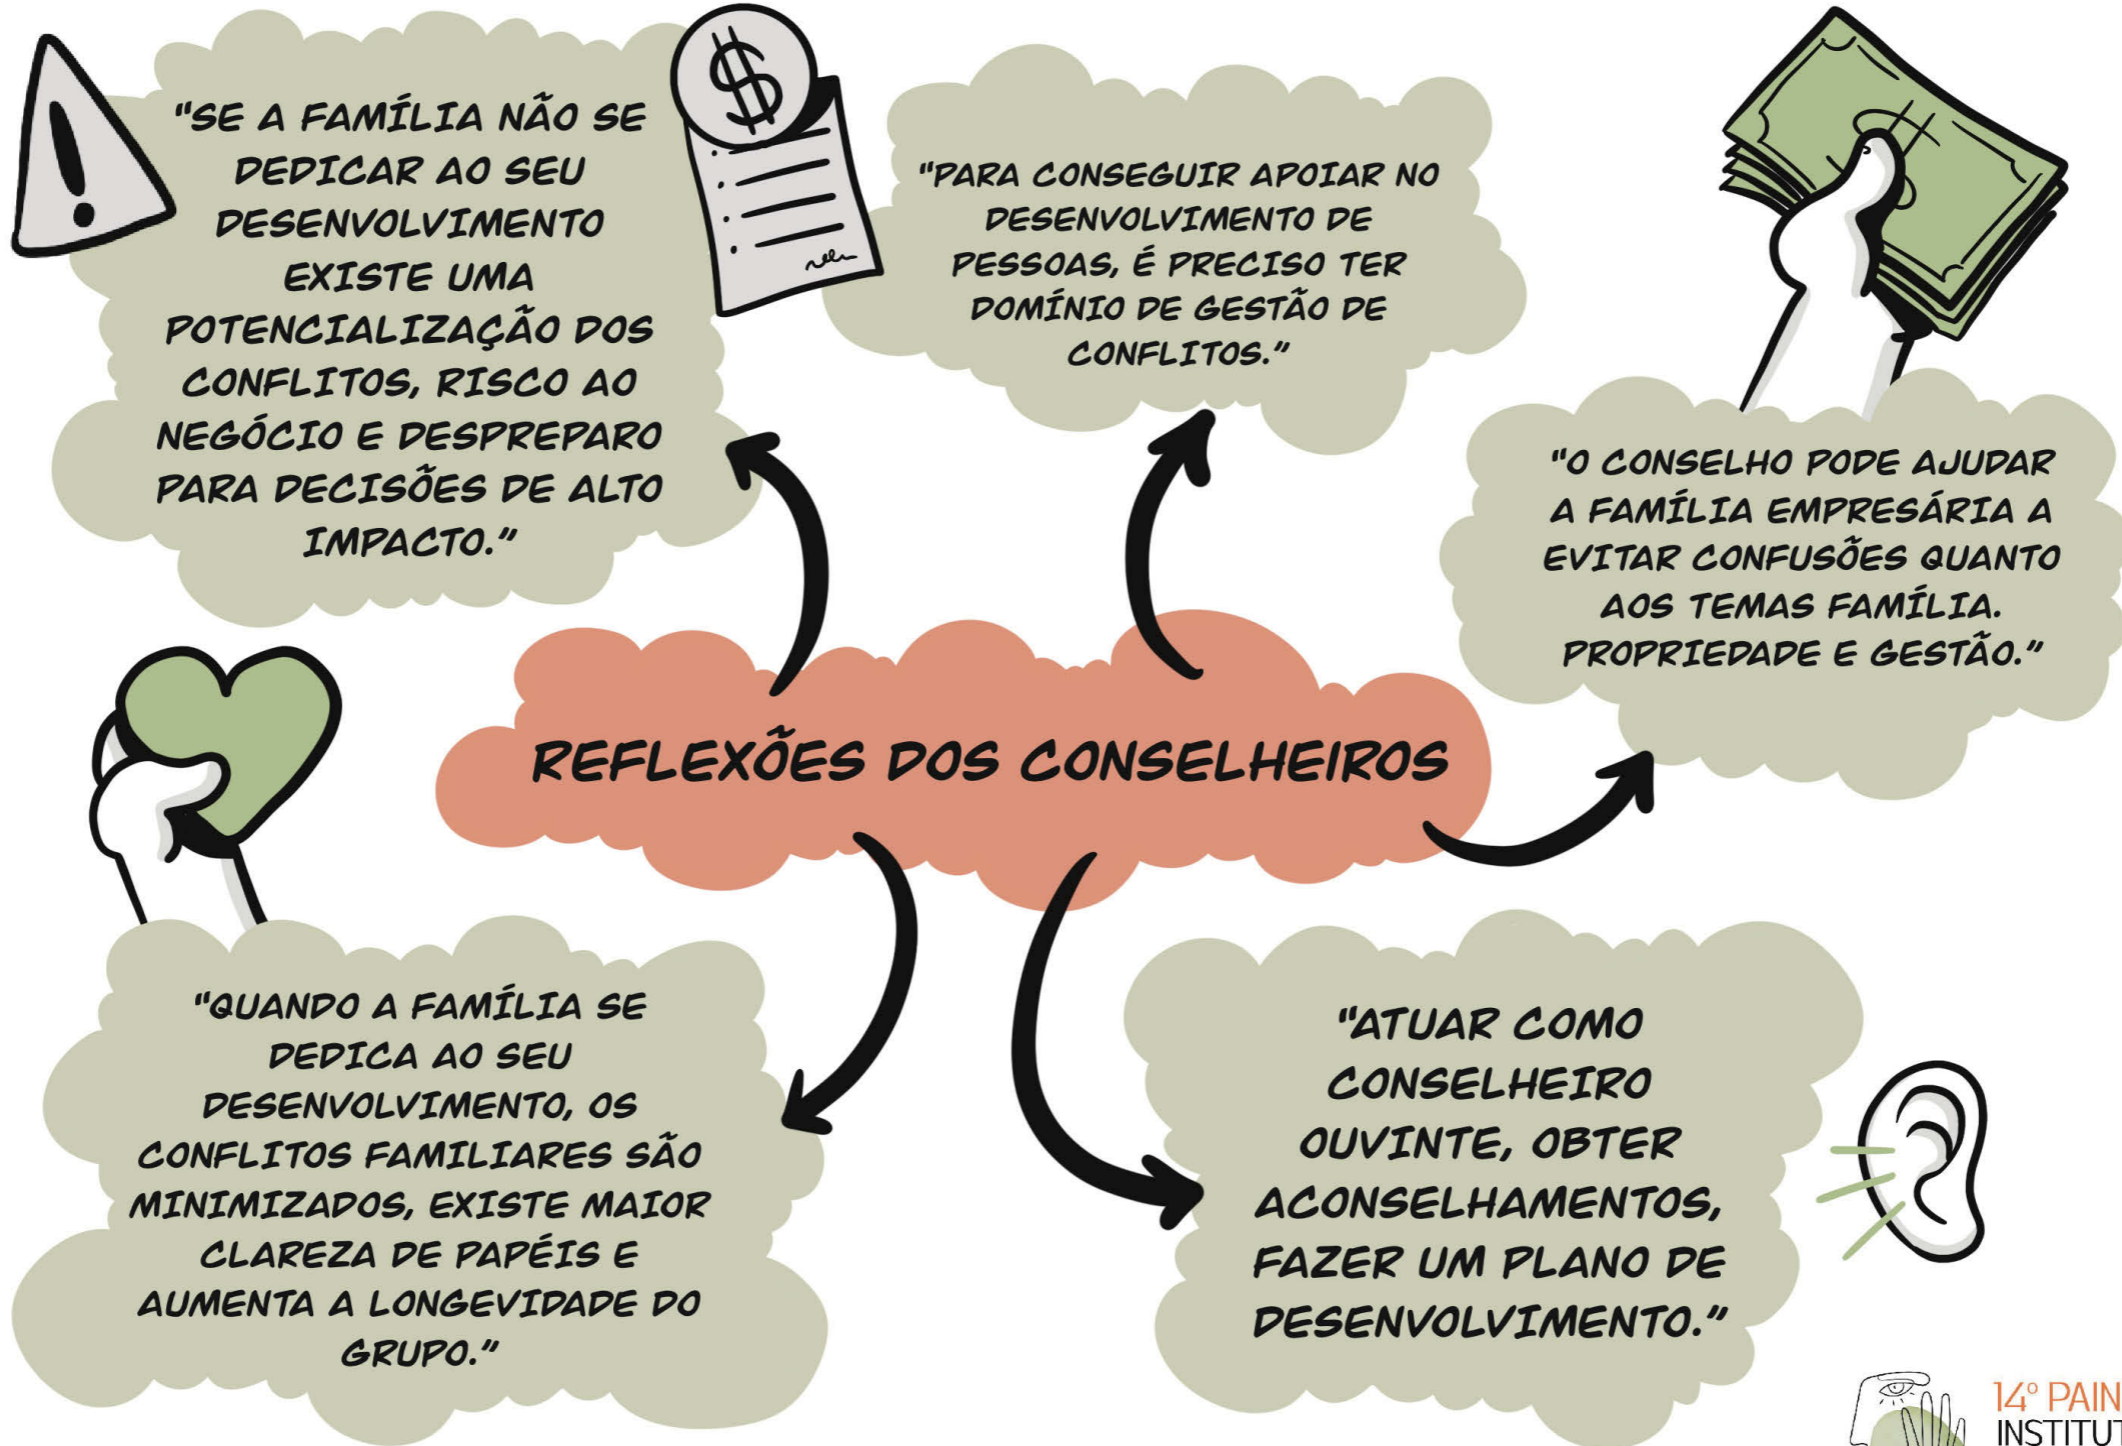 "SE A FAMÍLIA NÃO SE
DEDICAR AO SEU
DESENVOLVIMENTO
EXISTE UMA
POTENCIALIZAÇÃO DOS
CONFLITOS, RISCO AO
NEGÓCIO E DESPREPARO
PARA DECISÕES DE ALTO
IMPACTO."
"PARA CONSEGUIR APOIAR NO
DESENVOLVIMENTO DE
PESSOAS, É PRECISO TER
DOMÍNIO DE GESTÃO DE
CONFLITOS."
"O CONSELHO PODE AJUDAR
A FAMÍLIA EMPRESÁRIA A
EVITAR CONFUSÕES QUANTO
AOS TEMAS FAMÍLIA.
PROPRIEDADE E GESTÃO."
REFLEXÕES DOS CONSELHEIROS
"QUANDO A FAMÍLIA SE
DEDICA AO SEU
DESENVOLVIMENTO, OS
CONFLITOS FAMILIARES SÃO
MINIMIZADOS, EXISTE MAIOR
CLAREZA DE PAPÉIS E
AUMENTA A LONGEVIDADE DO
GRUPO."
"ATUAR COMO
CONSELHEIRO
OUVINTE, OBTER
ACONSELHAMENTOS,
FAZER UM PLANO DE
DESENVOLVIMENTO."
14º PAIN
INSTITUT